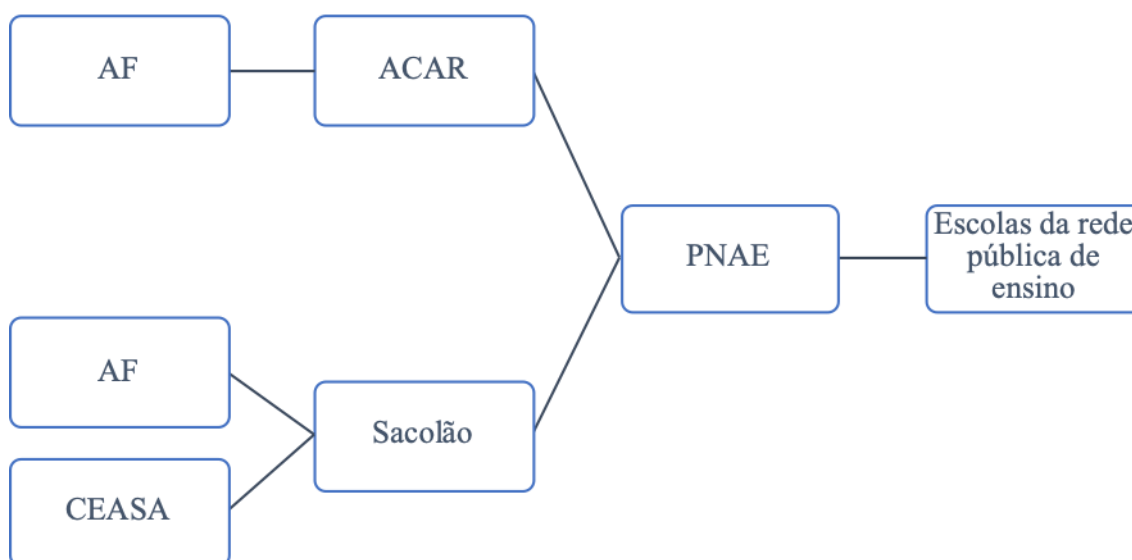 AF
ACAR
PNAE
Escolas da rede
pública de
ensino
AF
Sacolão
CEASA